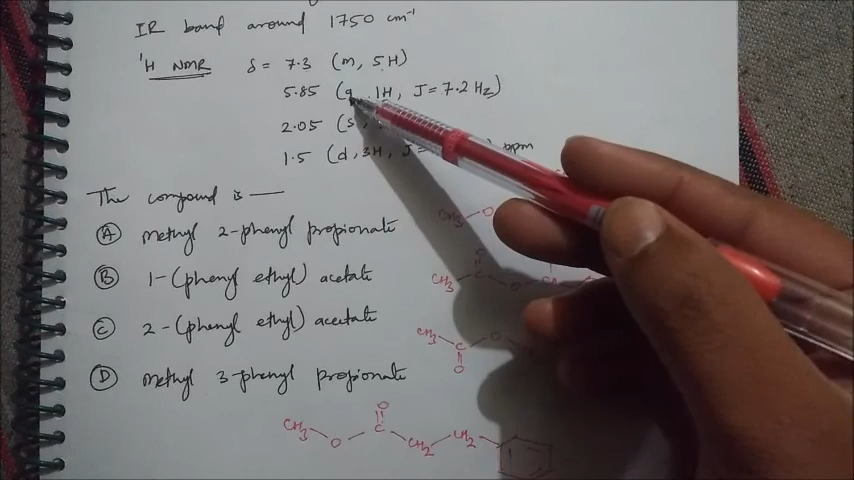 IR band around 1750 cm⁻¹
¹H NMR δ = 7.3 (m, 5H)
5.85 (q, 1H, J = 7.2 Hz)
2.05 (s,
1.5 (d, 3H, J = ppm
The compound is —
(A) Methyl 2-phenyl propionate
(B) 1-(phenyl ethyl) acetate
(C) 2-(phenyl ethyl) acetate
(D) Methyl 3-phenyl propionate
CH₃ O
CH₃ C O
CH₃ C O
O
CH₃ O C O CH₂ CH₂